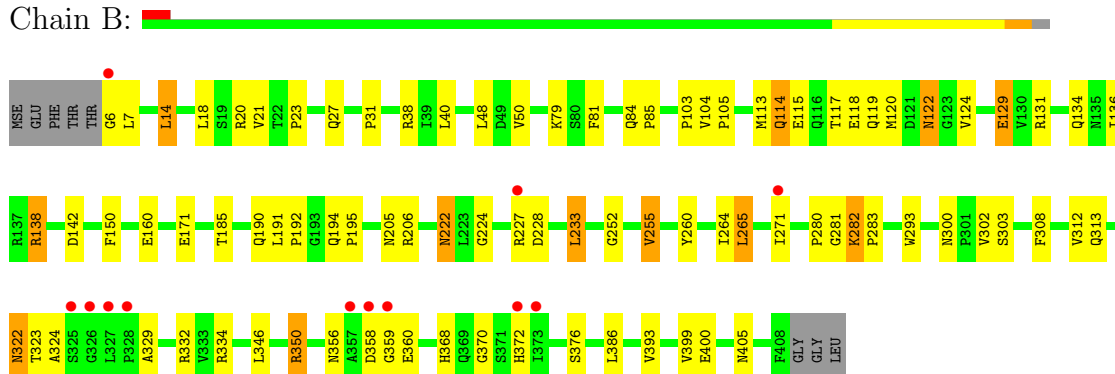 Chain B:
MSE GLU PHE THR THR G6 L7 L14 L18 S19 R20 V21 T22 P23 Q27 P31 R38 I39 L40 L48 D49 V50 K79 S80 F81 Q84 P85 P103 V104 P105 M113 Q114 E115 Q116 T117 E118 Q119 M120 D121 N122 G123 V124 E129 V130 R131 Q134 N135 I136
R137 R138 D142 F150 E160 E171 T185 Q190 L191 P192 G193 Q194 P195 N205 R206 N222 L223 G224 R227 D228 L233 G252 V255 Y260 I264 L265 I271 P280 G281 K282 P283 W293 N300 P301 V302 S303 F308 V312 Q313
N322 T323 A324 S325 G326 L327 P328 A329 R332 V333 R334 L346 R350 N356 A357 D358 G359 E360 H368 Q369 G370 S371 H372 I373 S376 L386 V393 V399 E400 N405 F408 GLY GLY LEU